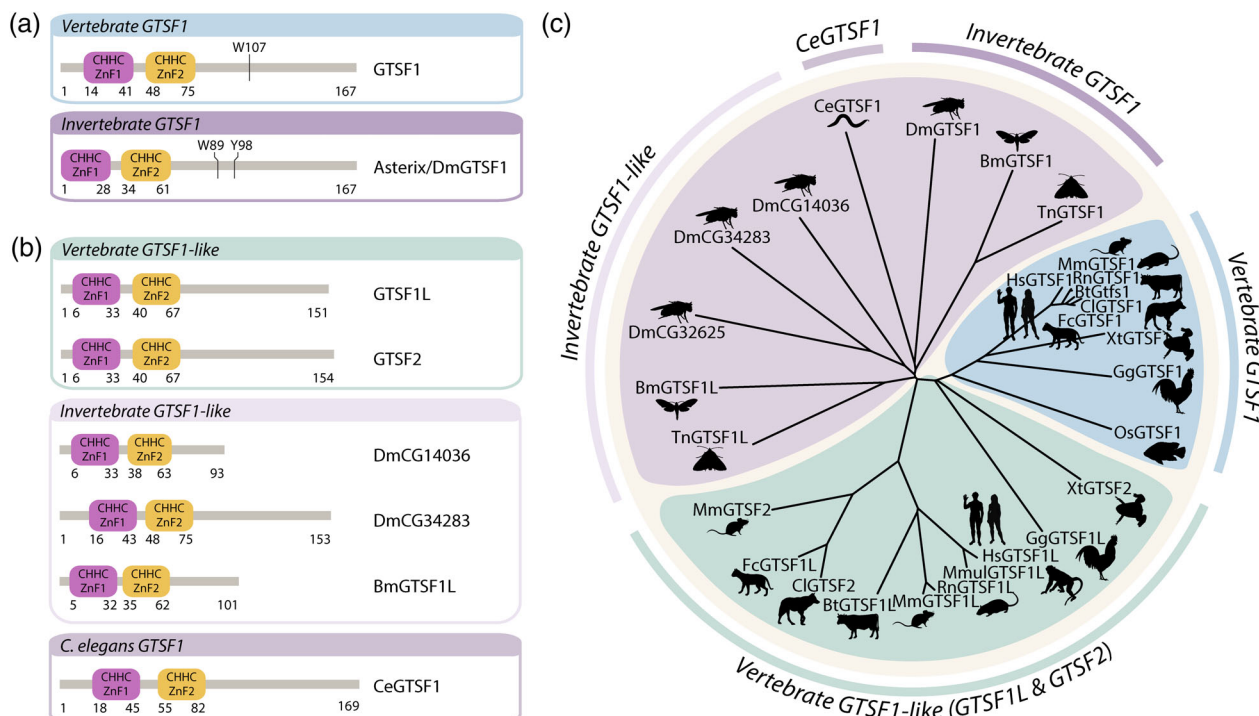 (a)
Vertebrate GTSF1
CHHC
ZnF1
CHHC
ZnF2
W107
GTSF1
1 14 41 48 75 167
Invertebrate GTSF1
CHHC
ZnF1
CHHC
ZnF2
W89 Y98
Asterix/DmGTSF1
1 28 34 61 167
(b)
Vertebrate GTSF1-like
CHHC
ZnF1
CHHC
ZnF2
GTSF1L
1 6 33 40 67 151
CHHC
ZnF1
CHHC
ZnF2
GTSF2
1 6 33 40 67 154
Invertebrate GTSF1-like
CHHC
ZnF1
CHHC
ZnF2
DmCG14036
6 33 38 63 93
CHHC
ZnF1
CHHC
ZnF2
DmCG34283
1 16 43 48 75 153
CHHC
ZnF1
CHHC
ZnF2
BmGTSF1L
5 32 35 62 101
C. elegans GTSF1
CHHC
ZnF1
CHHC
ZnF2
CeGTSF1
1 18 45 55 82 169
(c)
CeGTSF1
Invertebrate GTSF1
Invertebrate GTSF1-like
Vertebrate GTSF1
Vertebrate GTSF1-like (GTSF1L & GTSF2)
CeGTSF1
DmGTSF1
BmGTSF1
TnGTSF1
DmCG14036
DmCG34283
DmCG32625
BmGTSF1L
TnGTSF1L
MmGTSF1
HsGTSF1
RnGTSF1
BtGtfs1
ClGTSF1
FcGTSF1
XtGTSF
GgGTSF1
OsGTSF1
XtGTSF2
GgGTSF1L
HsGTSF1L
MmulGTSF1L
RnGTSF1L
MmGTSF1L
BtGTSF1L
ClGTSF2
FcGTSF1L
MmGTSF2